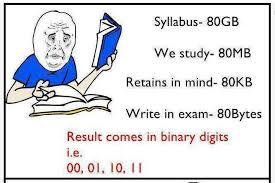 Syllabus- 80GB
We study- 80MB
Retains in mind- 80KB
Write in exam- 80Bytes
Result comes in binary digits
i.e.
00, 01, 10, 11